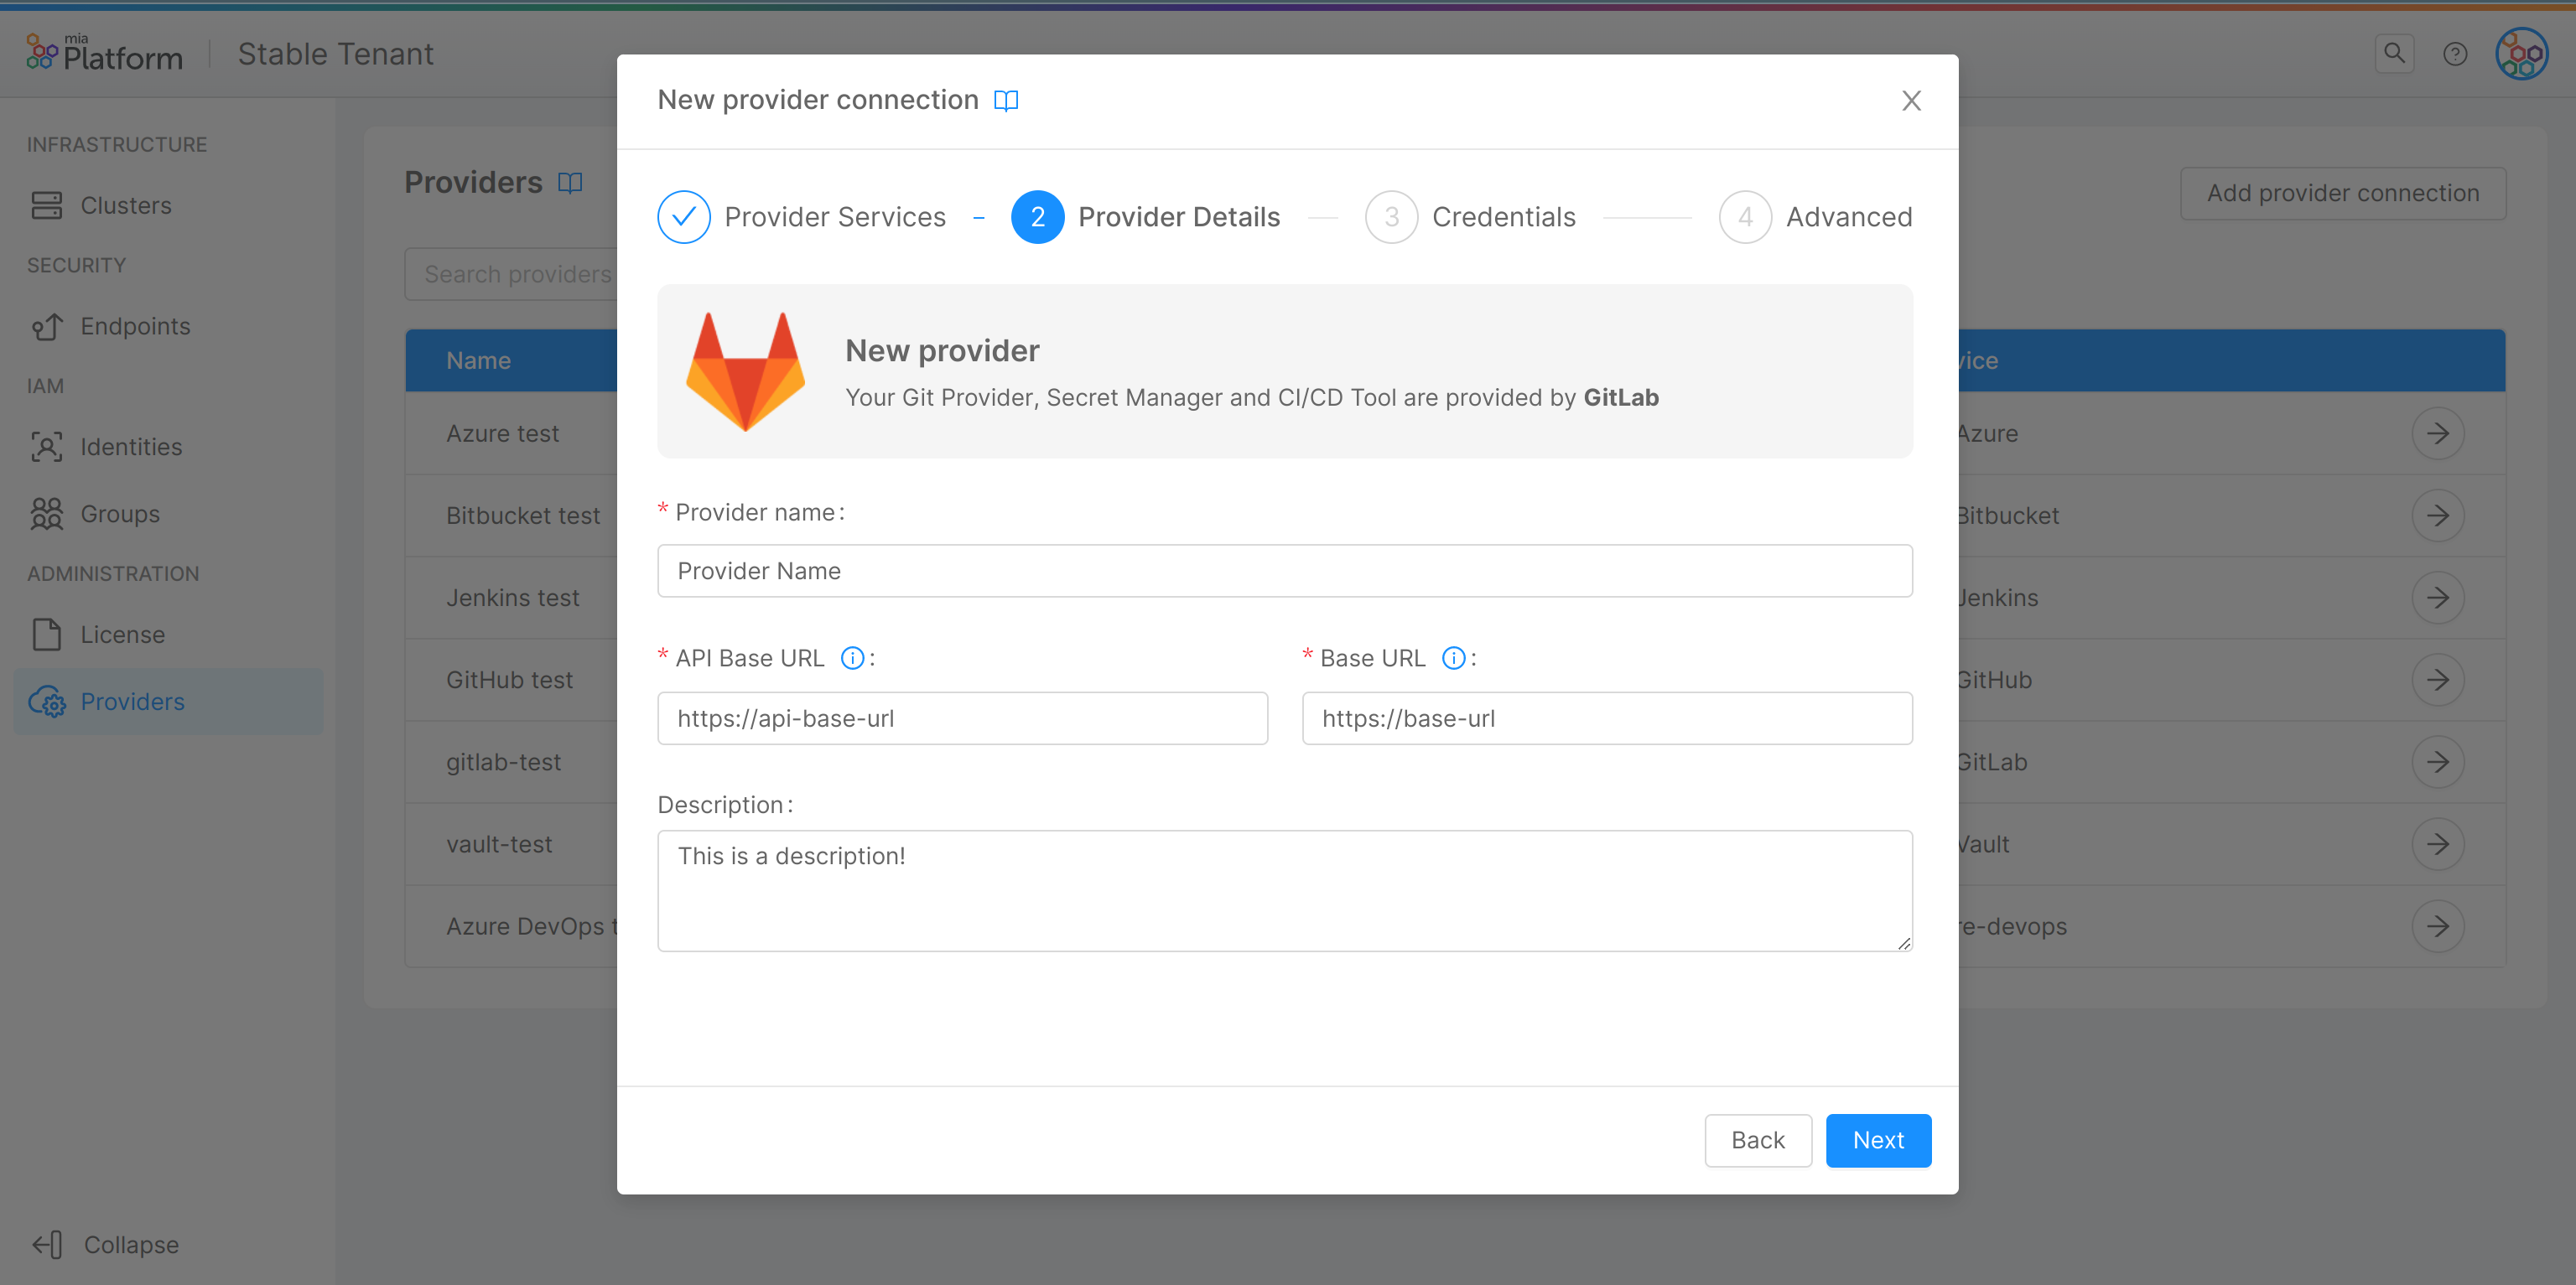 mia
Platform
Stable Tenant
INFRASTRUCTURE
Clusters
SECURITY
Endpoints
IAM
Identities
Groups
ADMINISTRATION
License
Providers
Collapse
Providers
Add provider connection
Search providers
Name
vice
Azure test
Azure
Bitbucket test
Bitbucket
Jenkins test
Jenkins
GitHub test
GitHub
gitlab-test
GitLab
vault-test
Vault
Azure DevOps t
re-devops
New provider connection
Provider Services
2 Provider Details
3 Credentials
4 Advanced
New provider
Your Git Provider, Secret Manager and CI/CD Tool are provided by GitLab
* Provider name:
Provider Name
* API Base URL :
https://api-base-url
* Base URL :
https://base-url
Description:
This is a description!
Back
Next